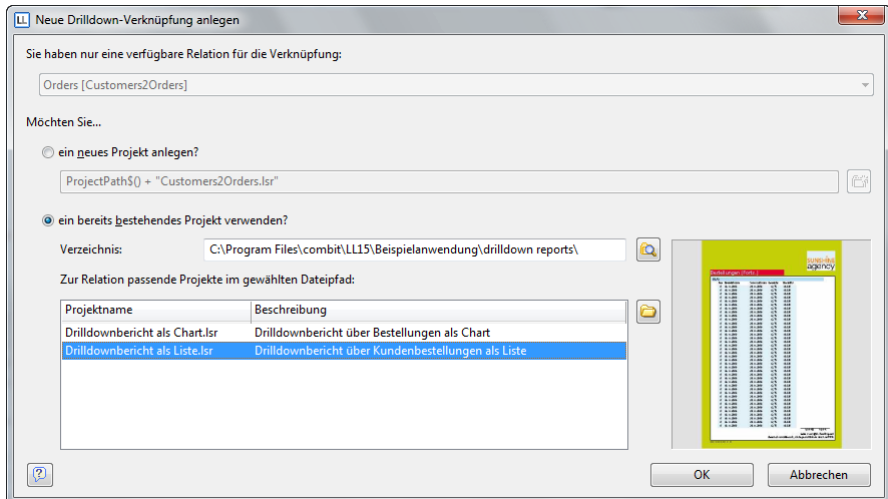 Neue Drilldown-Verknüpfung anlegen
Sie haben nur eine verfügbare Relation für die Verknüpfung:
Orders [Customers2Orders]
Möchten Sie...
ein neues Projekt anlegen?
ProjectPath$() + "Customers2Orders.lsr"
ein bereits bestehendes Projekt verwenden?
Verzeichnis: C:\Program Files\combit\LL15\Beispielanwendung\drilldown reports\
Zur Relation passende Projekte im gewählten Dateipfad:
Projektname Beschreibung
Drilldownbericht als Chart.lsr Drilldownbericht über Bestellungen als Chart
Drilldownbericht als Liste.lsr Drilldownbericht über Kundenbestellungen als Liste
agency
OK Abbrechen